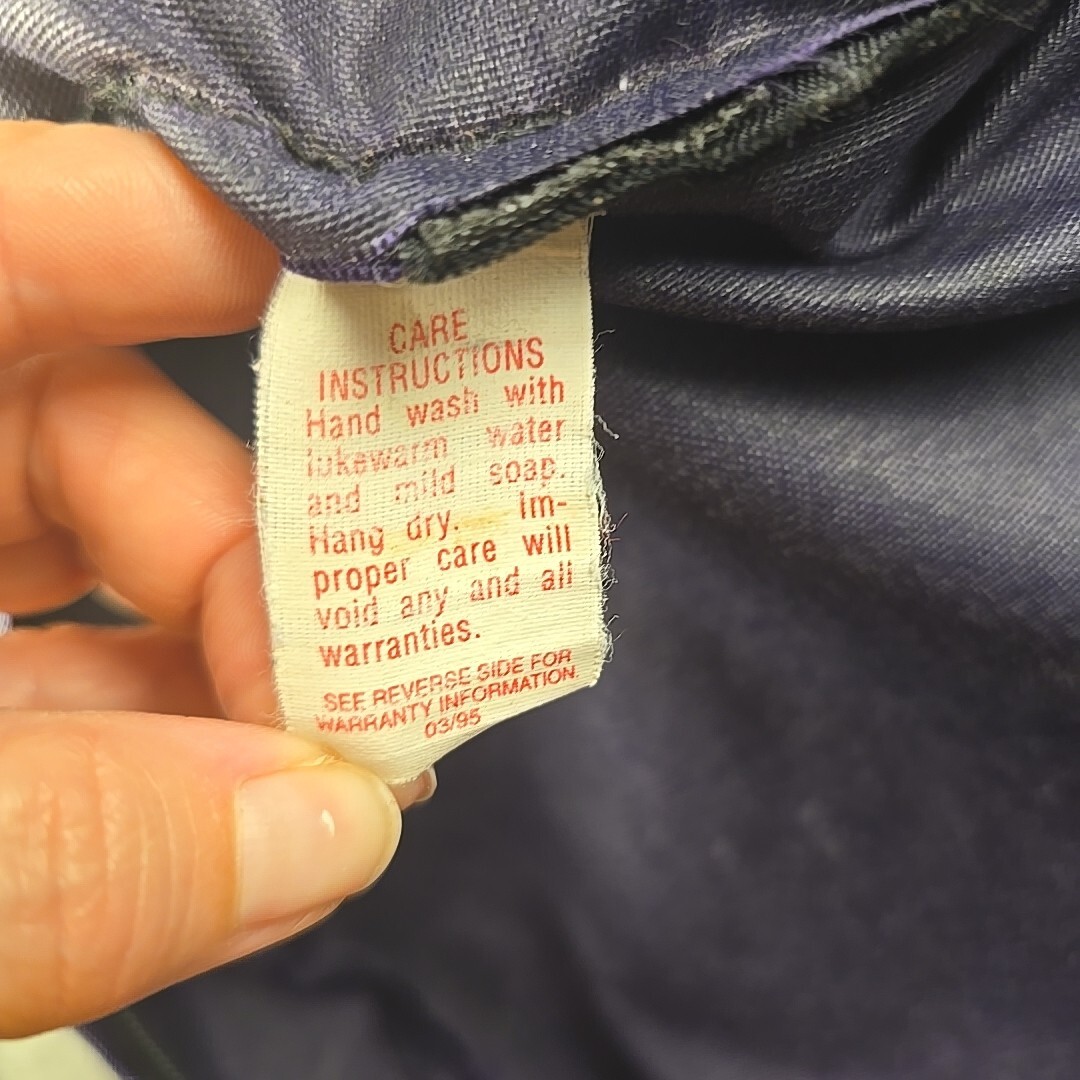 CARE
INSTRUCTIONS
Hand wash with
lukewarm water
and mild soap.
Hang dry. Im-
proper care will
void any and all
warranties.
SEE REVERSE SIDE FOR
WARRANTY INFORMATION.
03/95